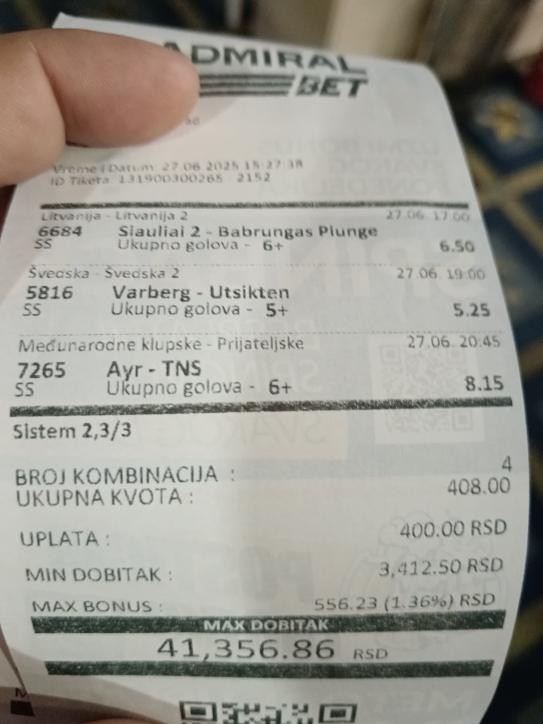 ADMIRAL
BET
Vreme i Datum: 27.06.2025 15:27:38
ID Tiketa: 131900300265 - 2152
Litvanija - Litvanija 2 27.06. 17:00
6684 Siauliai 2 - Babrungas Plunge
SS Ukupno golova - 6+ 6.50
Švedska - Švedska 2 27.06. 19:00
5816 Varberg - Utsikten
SS Ukupno golova - 5+ 5.25
Međunarodne klupske - Prijateljske 27.06. 20:45
7265 Ayr - TNS
SS Ukupno golova - 6+ 8.15
Sistem 2,3/3
BROJ KOMBINACIJA : 4
UKUPNA KVOTA : 408.00
UPLATA : 400.00 RSD
MIN DOBITAK : 3,412.50 RSD
MAX BONUS : 556.23 (1.36%) RSD
MAX DOBITAK
41,356.86 RSD